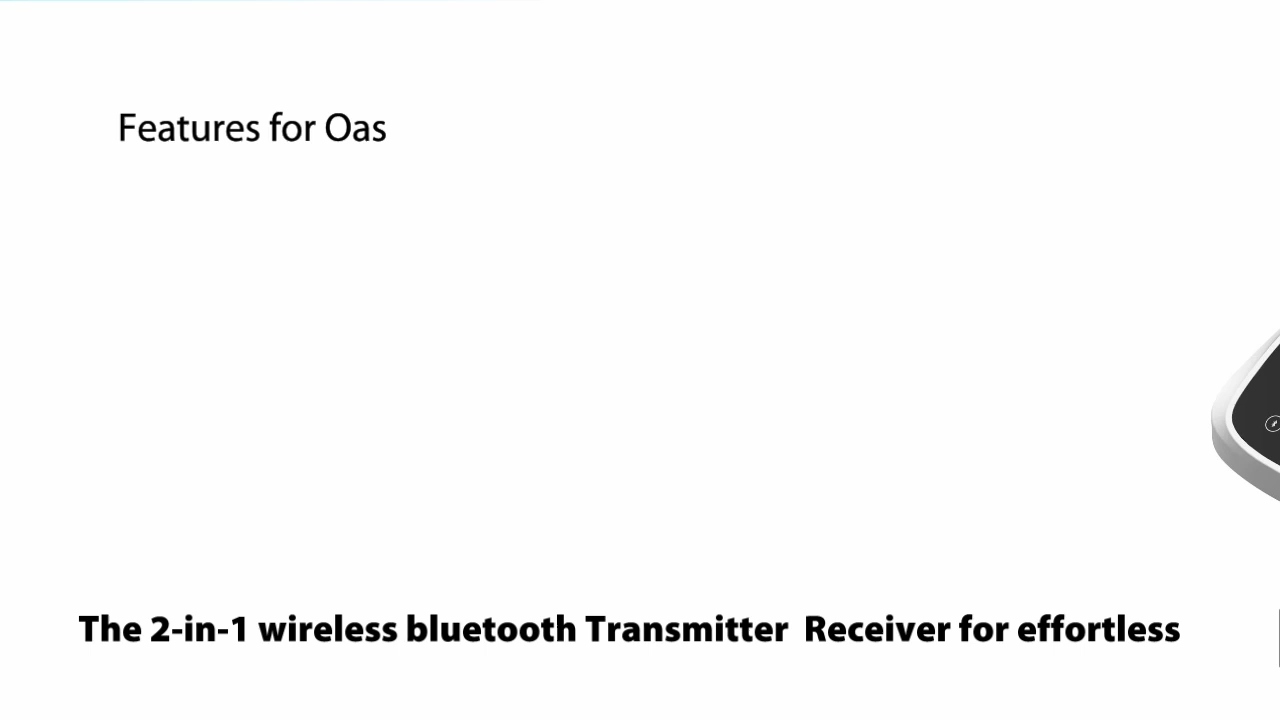 Features for Oas
The 2-in-1 wireless bluetooth Transmitter  Receiver for effortless